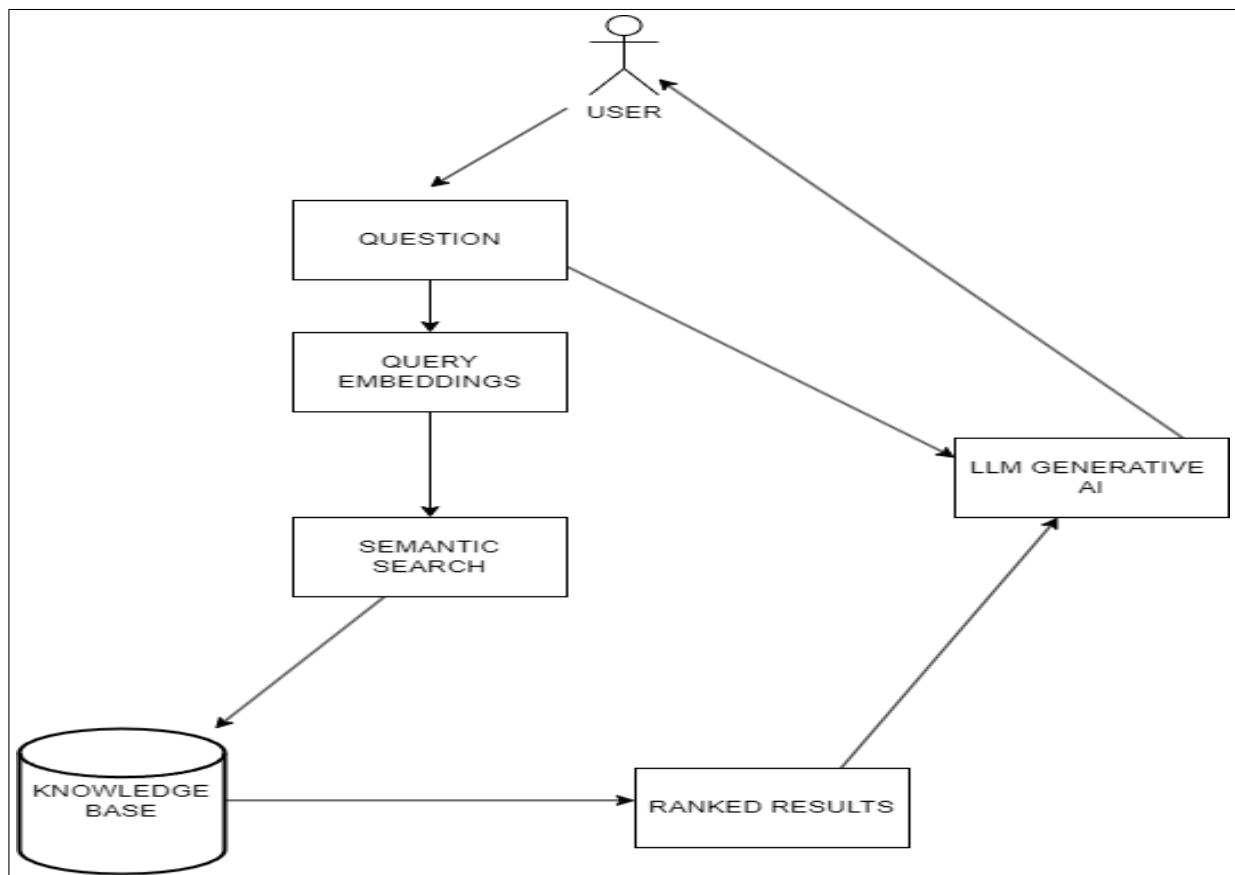 USER
QUESTION
QUERY
EMBEDDINGS
LLM GENERATIVE
AI
SEMANTIC
SEARCH
KNOWLEDGE
BASE
RANKED RESULTS